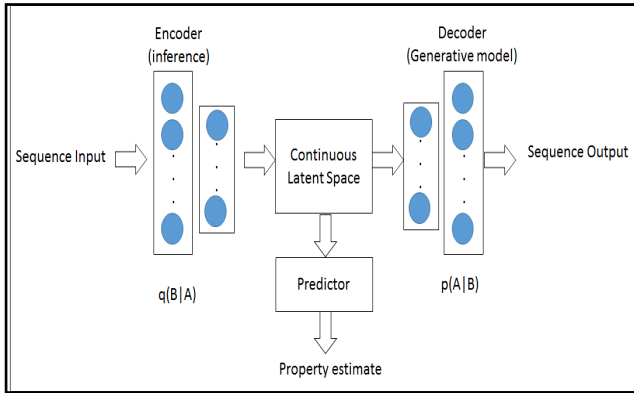 Encoder
(inference)
Decoder
(Generative model)
Sequence Input
Continuous
Latent Space
Sequence Output
Predictor
q(B|A)
p(A|B)
Property estimate